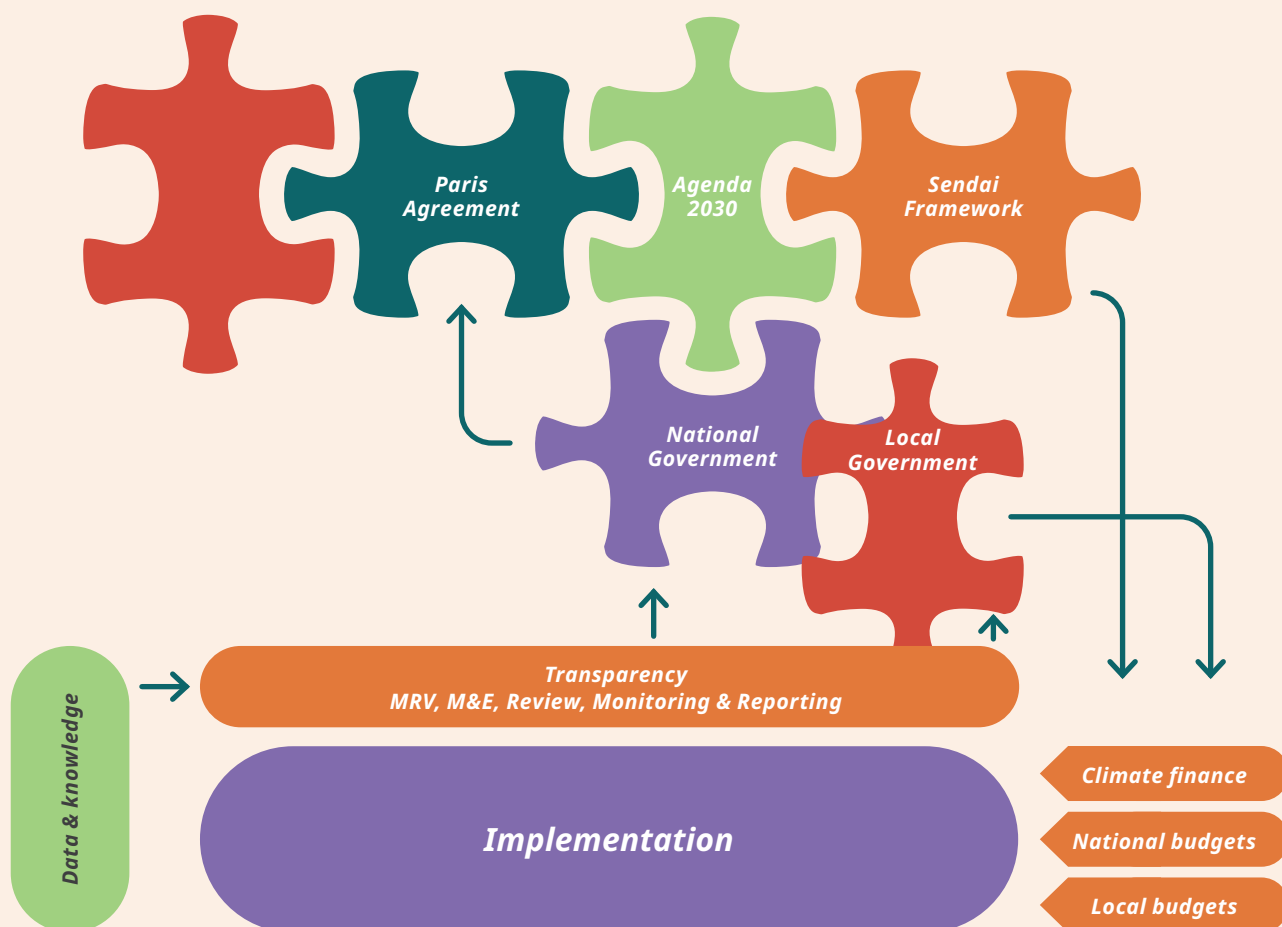 Paris
Agreement
Agenda
2030
Sendai
Framework
National
Government
Local
Government
Transparency
MRV, M&E, Review, Monitoring & Reporting
Data & knowledge
Implementation
Climate finance
National budgets
Local budgets